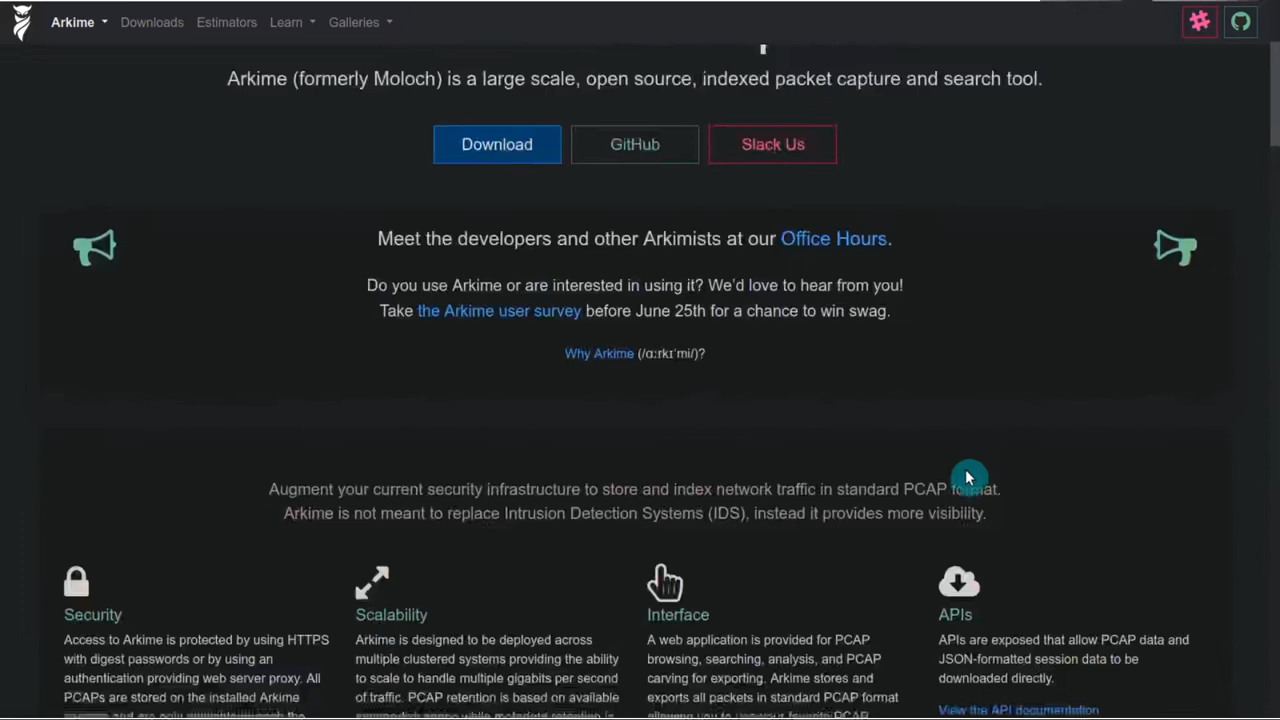 Arkime Downloads Estimators Learn Galleries
Arkime (formerly Moloch) is a large scale, open source, indexed packet capture and search tool.
Download GitHub Slack Us
Meet the developers and other Arkimists at our Office Hours.
Do you use Arkime or are interested in using it? We'd love to hear from you!
Take the Arkime user survey before June 25th for a chance to win swag.
Why Arkime (/ɑːrkɪˈmi/)?
Augment your current security infrastructure to store and index network traffic in standard PCAP format.
Arkime is not meant to replace Intrusion Detection Systems (IDS), instead it provides more visibility.
Security
Access to Arkime is protected by using HTTPS
with digest passwords or by using an
authentication providing web server proxy. All
PCAPs are stored on the installed Arkime
Scalability
Arkime is designed to be deployed across
multiple clustered systems providing the ability
to scale to handle multiple gigabits per second
of traffic. PCAP retention is based on available
Interface
A web application is provided for PCAP
browsing, searching, analysis, and PCAP
carving for exporting. Arkime stores and
exports all packets in standard PCAP format
APIs
APIs are exposed that allow PCAP data and
JSON-formatted session data to be
downloaded directly.
View the API documentation